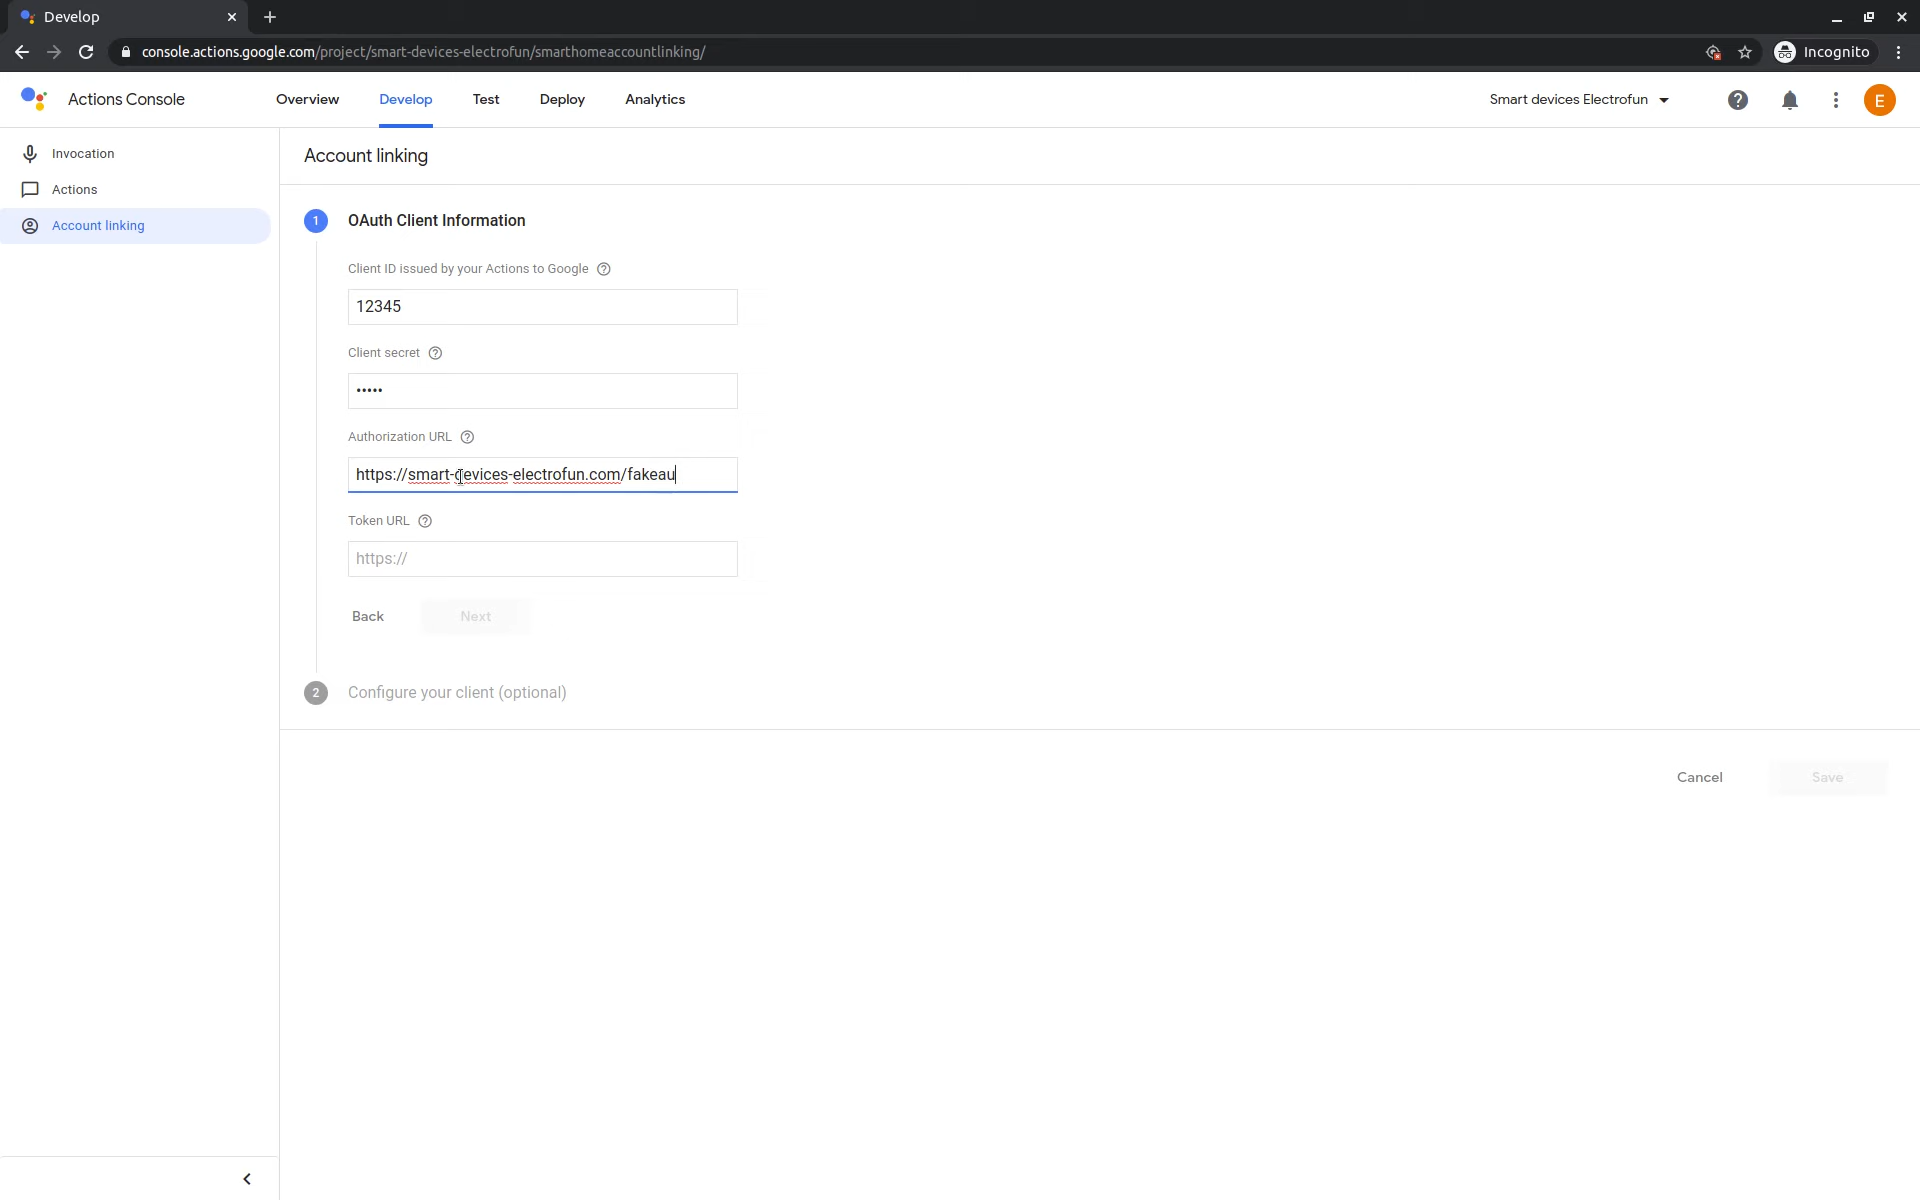 Develop
console.actions.google.com/project/smart-devices-electrofun/smarthomeaccountlinking/
Incognito
Actions Console
Overview
Develop
Test
Deploy
Analytics
Smart devices Electrofun
E
Invocation
Actions
Account linking
Account linking
1 OAuth Client Information
Client ID issued by your Actions to Google
12345
Client secret
•••••
Authorization URL
https://smart-devices-electrofun.com/fakeau
Token URL
https://
Back
Next
2 Configure your client (optional)
Cancel
Save